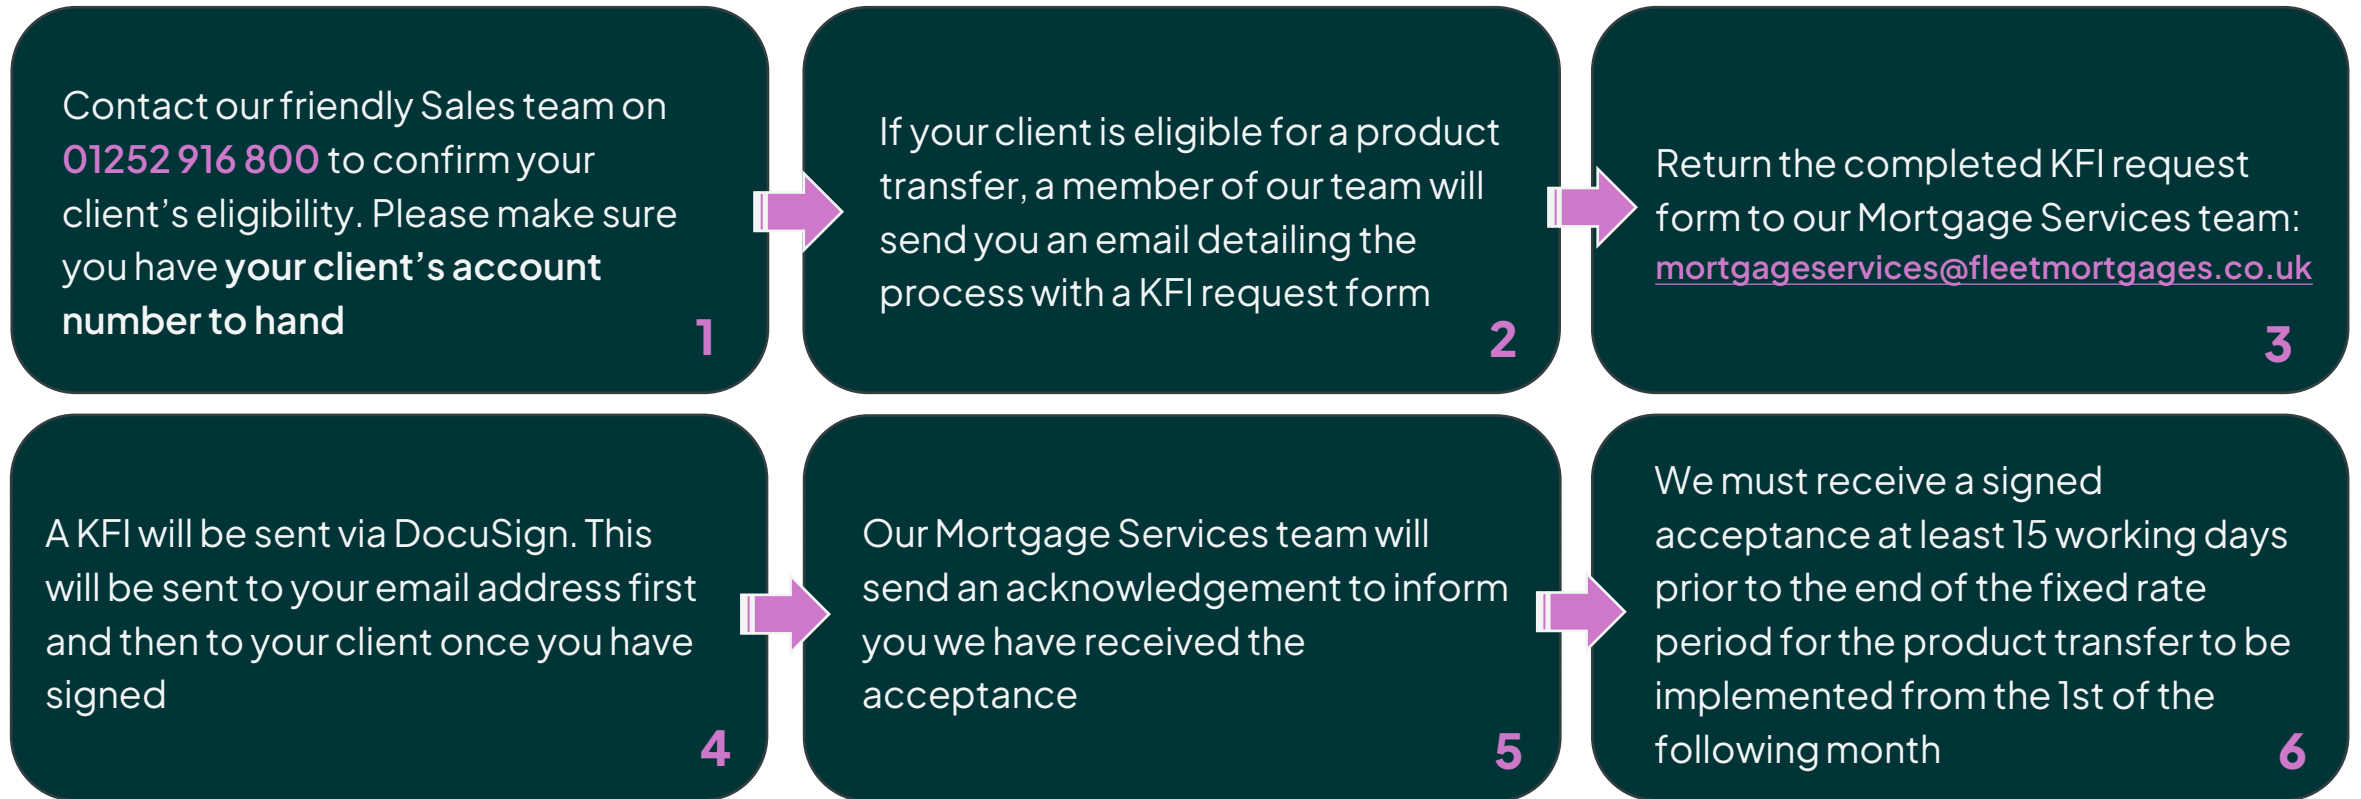 Contact our friendly Sales team on
01252 916 800 to confirm your
client's eligibility. Please make sure
you have your client's account
number to hand
1
If your client is eligible for a product
transfer, a member of our team will
send you an email detailing the
process with a KFI request form
2
Return the completed KFI request
form to our Mortgage Services team:
mortgageservices@fleetmortgages.co.uk
3
A KFI will be sent via DocuSign. This
will be sent to your email address first
and then to your client once you have
signed
4
Our Mortgage Services team will
send an acknowledgement to inform
you we have received the
acceptance
5
We must receive a signed
acceptance at least 15 working days
prior to the end of the fixed rate
period for the product transfer to be
implemented from the 1st of the
following month
6